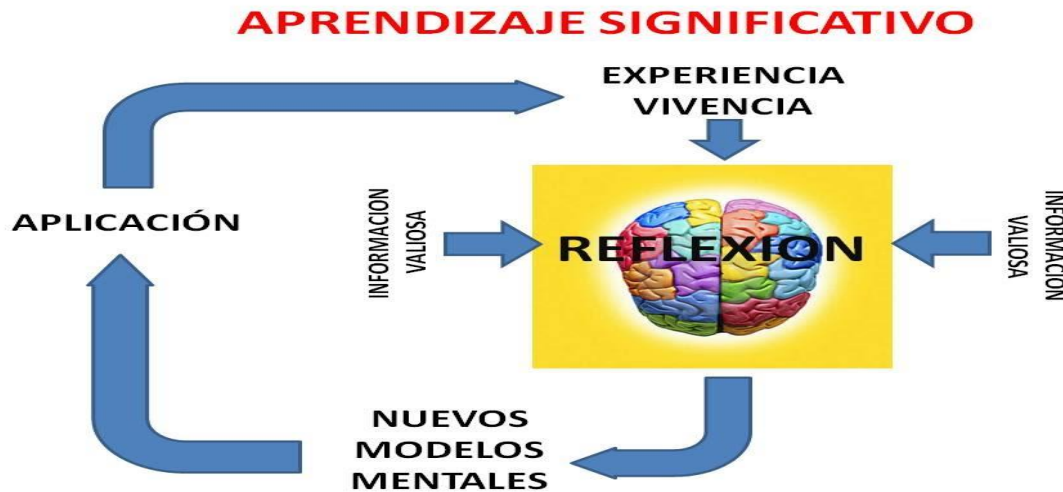 APRENDIZAJE SIGNIFICATIVO
EXPERIENCIA
VIVENCIA
APLICACIÓN
INFORMACION
VALIOSA
REFLEXION
INFORMACION
VALIOSA
NUEVOS
MODELOS
MENTALES